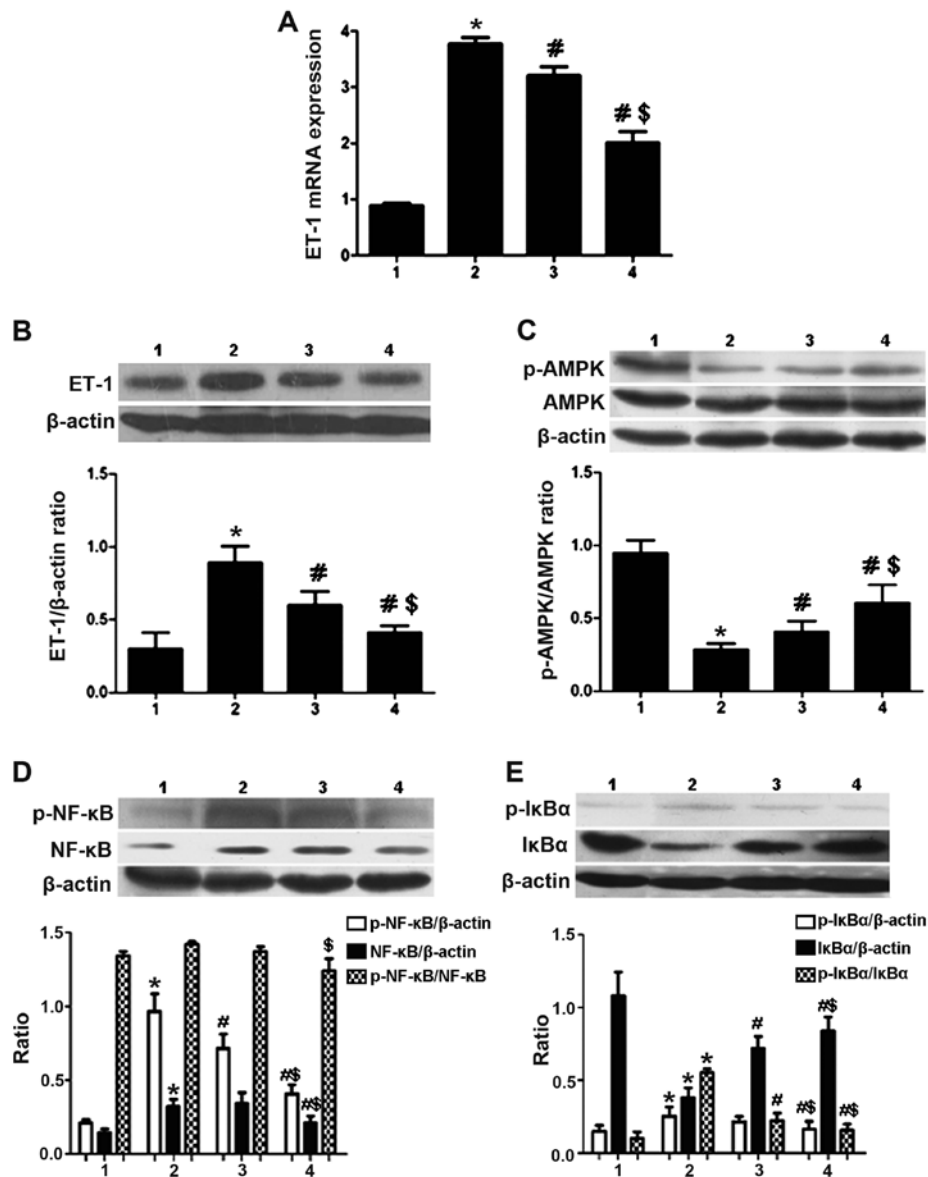 A
ET-1 mRNA expression
4
3
2
1
0
*
#
# $
1 2 3 4
B
1 2 3 4
ET-1
β-actin
ET-1/β-actin ratio
1.5
1.0
0.5
0.0
*
#
# $
1 2 3 4
C
1 2 3 4
p-AMPK
AMPK
β-actin
p-AMPK/AMPK ratio
1.5
1.0
0.5
0.0
*
#
# $
1 2 3 4
D
1 2 3 4
p-NF-κB
NF-κB
β-actin
p-NF-κB/β-actin
NF-κB/β-actin
p-NF-κB/NF-κB
Ratio
1.5
1.0
0.5
0.0
*
*
#
#$
#$
$
1 2 3 4
E
1 2 3 4
p-IκBα
IκBα
β-actin
p-IκBα/β-actin
IκBα/β-actin
p-IκBα/IκBα
Ratio
1.5
1.0
0.5
0.0
*
*
*
#
#
#$
#$
#$
1 2 3 4